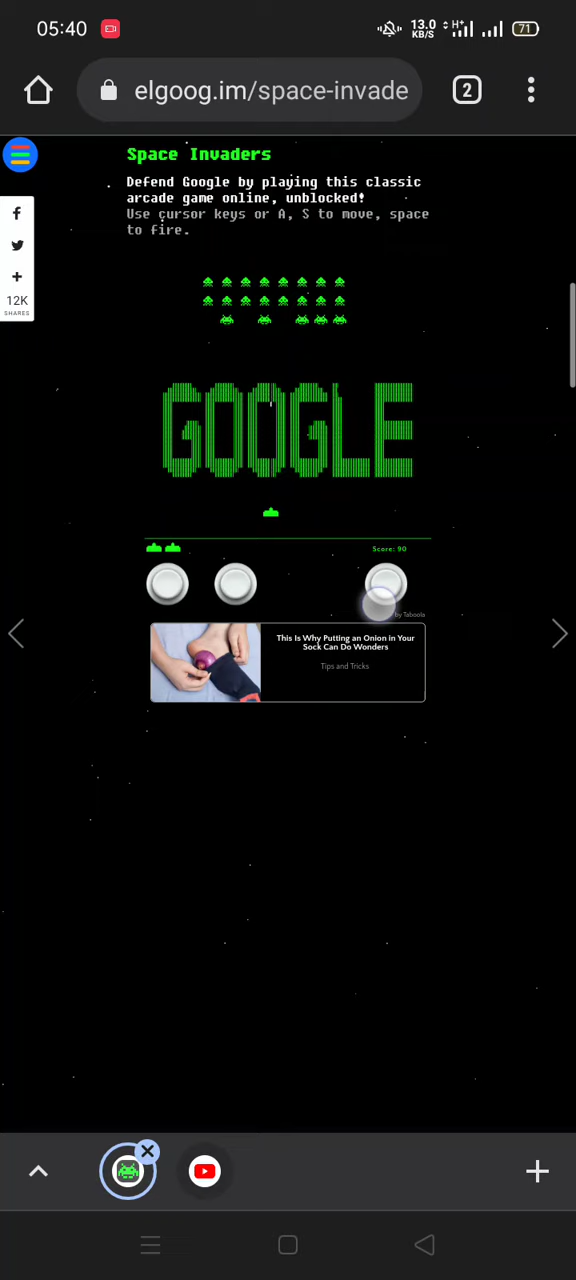 05:40
13.0
KB/S
H+
71
elgoog.im/space-invade
2
Space Invaders
Defend Google by playing this classic
arcade game online, unblocked!
Use cursor keys or A, S to move, space
to fire.
12K
SHARES
GOOGLE
Score: 90
by Taboola
This Is Why Putting an Onion in Your
Sock Can Do Wonders
Tips and Tricks